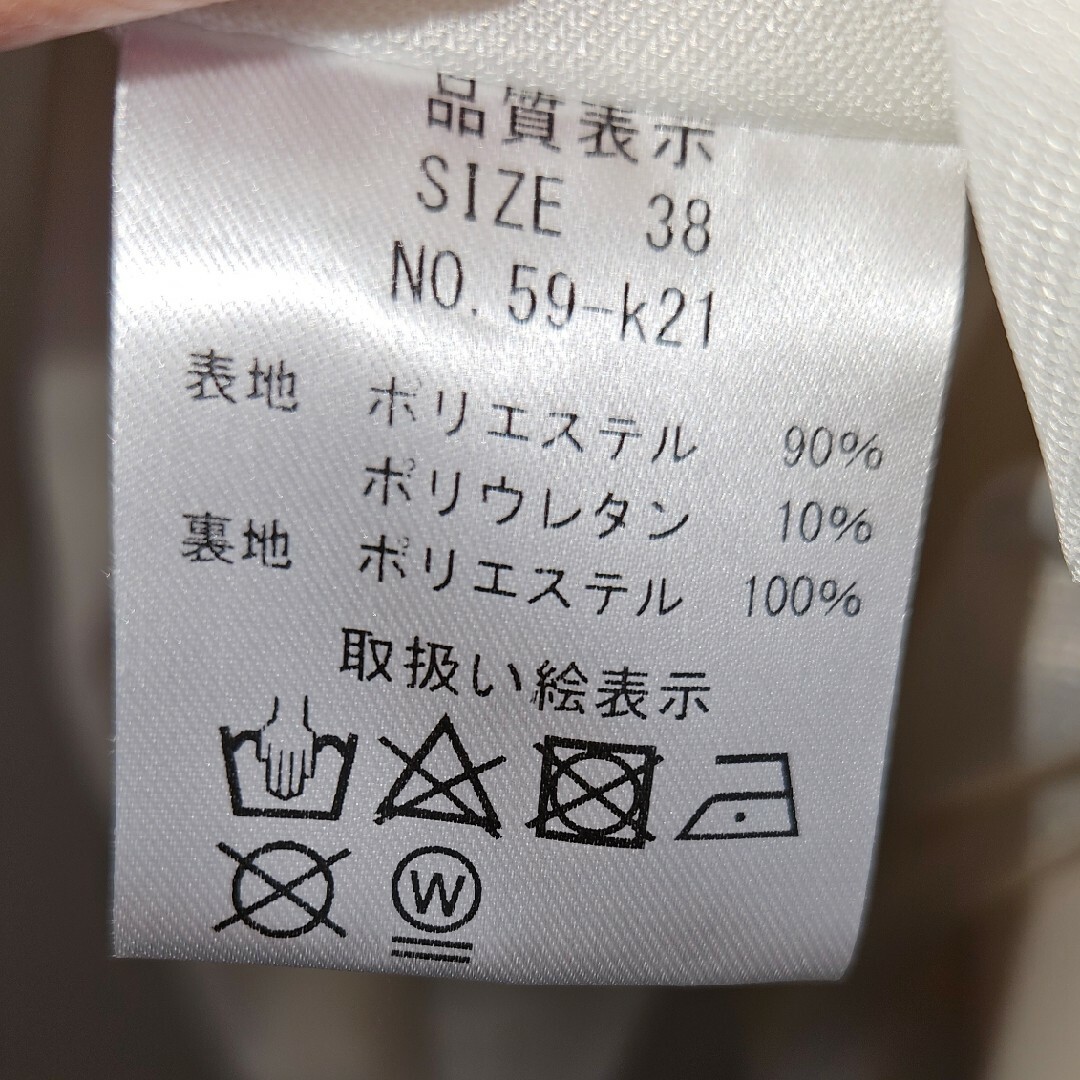 品質表示
SIZE 38
NO. 59-k21
表地 ポリエステル 90%
ポリウレタン 10%
裏地 ポリエステル 100%
取扱い絵表示
W